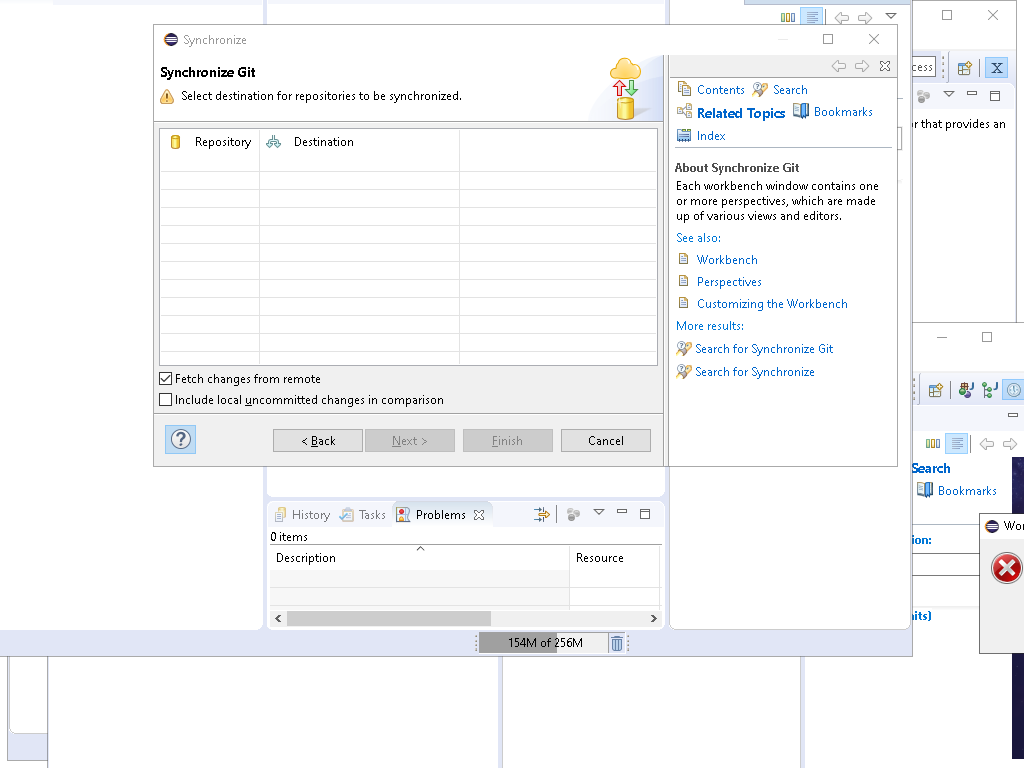 Synchronize
Synchronize Git
Select destination for repositories to be synchronized.
Repository
Destination
Fetch changes from remote
Include local uncommitted changes in comparison
< Back
Next >
Finish
Cancel
Contents
Search
Related Topics
Bookmarks
Index
About Synchronize Git
Each workbench window contains one
or more perspectives, which are made
up of various views and editors.
See also:
Workbench
Perspectives
Customizing the Workbench
More results:
Search for Synchronize Git
Search for Synchronize
cess
or that provides an
Search
Bookmarks
ion:
Wor
its)
History
Tasks
Problems
0 items
Description
Resource
154M of 256M